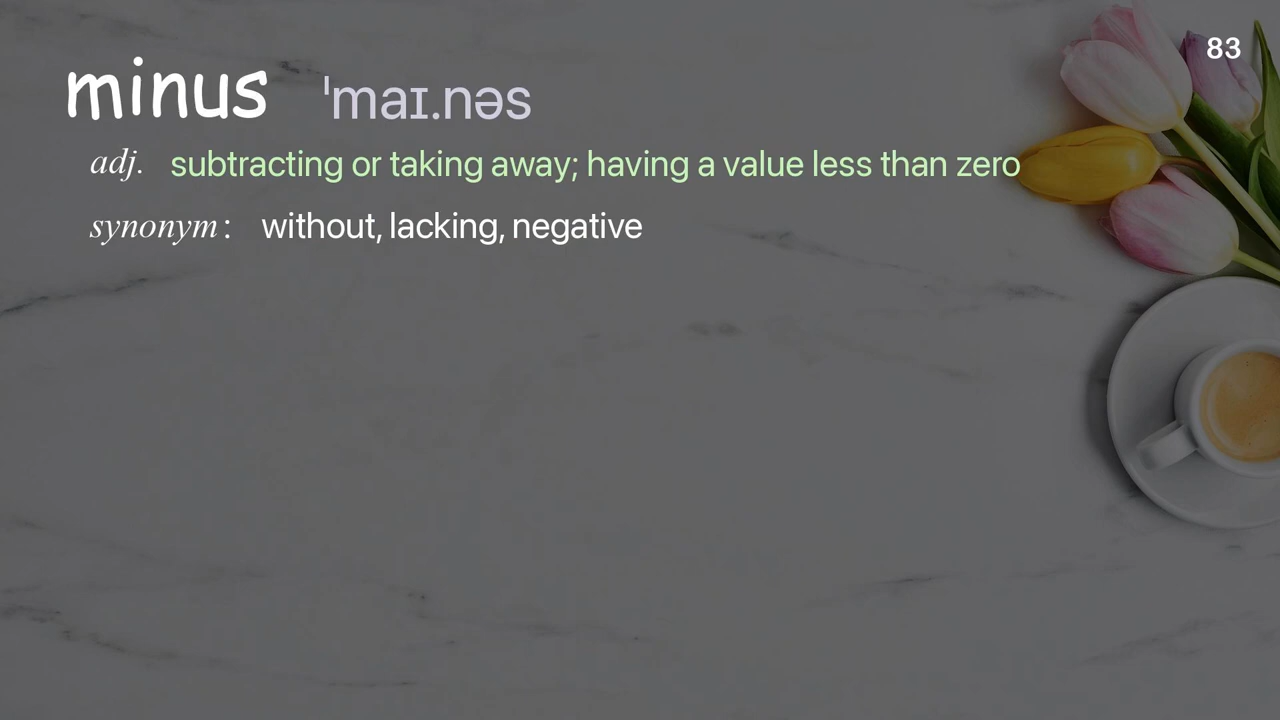 83
minus ˈmaɪ.nəs
adj. subtracting or taking away; having a value less than zero
synonym: without, lacking, negative